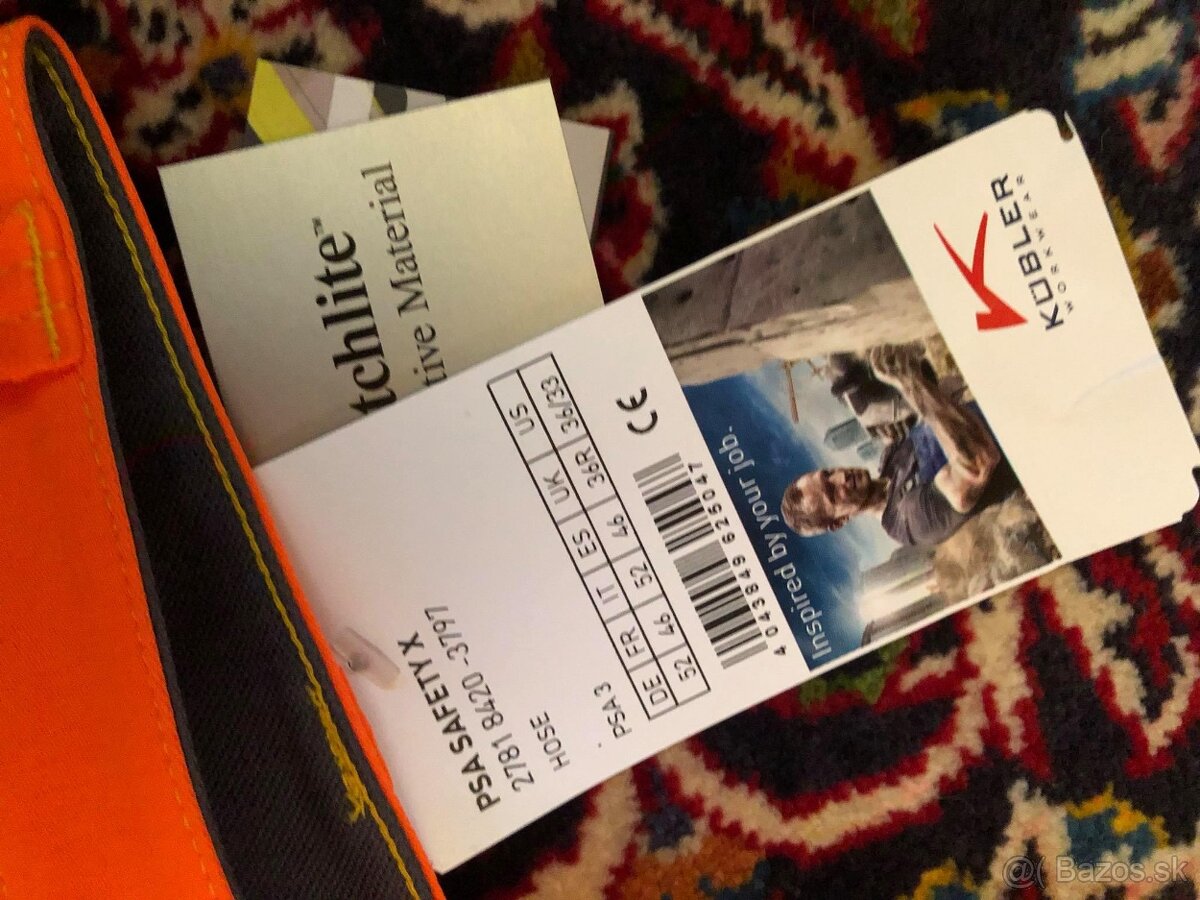 KÜBLER
WORKWEAR
Inspired by your job.
4 043849 625047
CE
DE | FR | IT | ES | UK | US
52 | 46 | 52 | 46 | 36R | 36/33
PSA 3
HOSE
2781 8420 -3797
PSA SAFETY X
tchlite™
tive Material
@( Bazos.sk